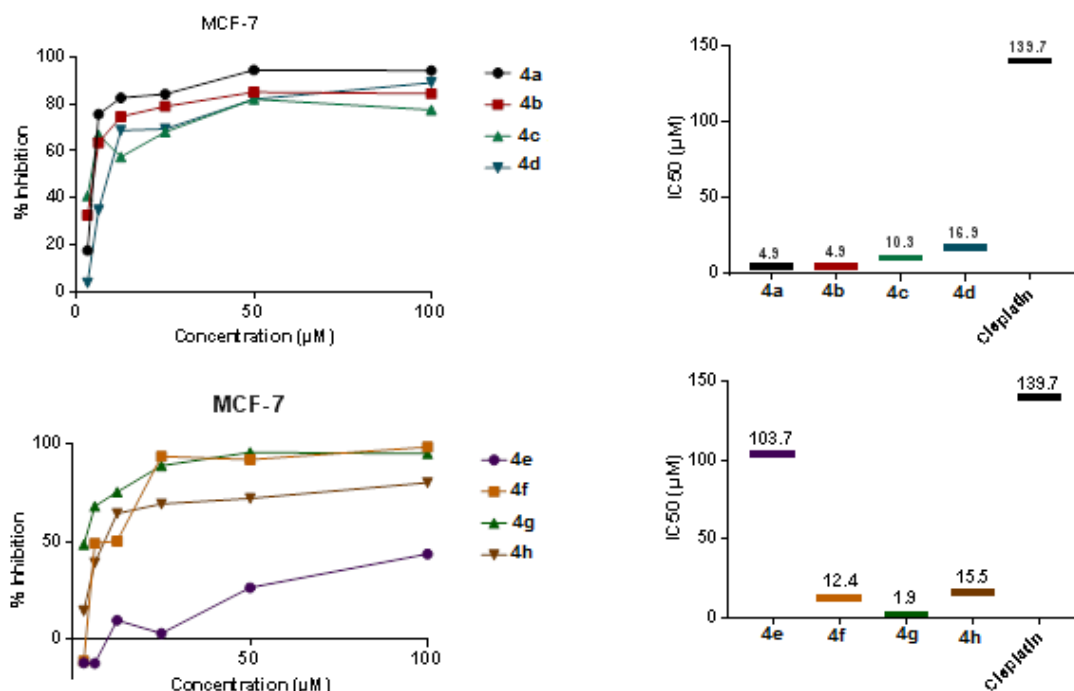 MCF-7
% Inhibition
100
80
60
40
20
0
0
50
100
Concentration (µM)
4a
4b
4c
4d
IC50 (µM)
150
100
50
0
4.9
4.9
10.3
16.9
139.7
4a
4b
4c
4d
Cisplatin
MCF-7
% Inhibition
100
50
0
50
100
Concentration (µM)
4e
4f
4g
4h
IC50 (µM)
150
100
50
0
103.7
12.4
1.9
15.5
139.7
4e
4f
4g
4h
Cisplatin